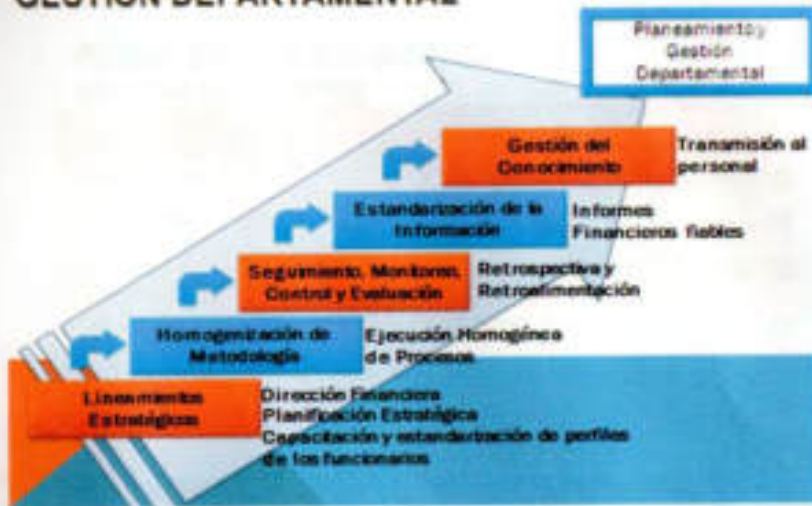 GESTIÓN DEPARTAMENTAL
Planeamiento y
Gestión
Departamental
Gestión del
Conocimiento
Transmisión al
personal
Estandarización de la
Información
Informes
Financieros fiables
Seguimiento, Monitoreo,
Control y Evaluación
Retrospectiva y
Retroalimentación
Homogenización de
Metodología
Ejecución Homogénea
de Procesos
Lineamientos
Estratégicos
Dirección Financiera
Planificación Estratégica
Capacitación y estandarización de perfiles
de los funcionarios